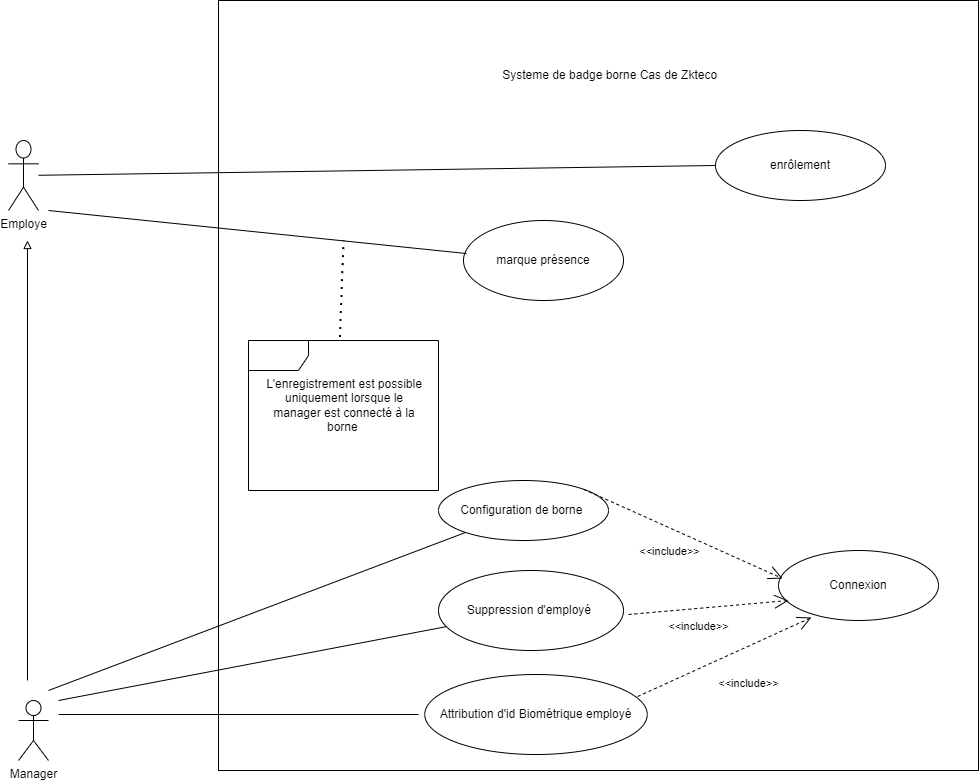 Systeme de badge borne Cas de Zkteco
enrôlement
Employe
marque présence
L'enregistrement est possible
uniquement lorsque le
manager est connecté à la
borne
Configuration de borne
<<include>>
Connexion
Suppression d'employé
<<include>>
<<include>>
Attribution d'id Biométrique employé
Manager